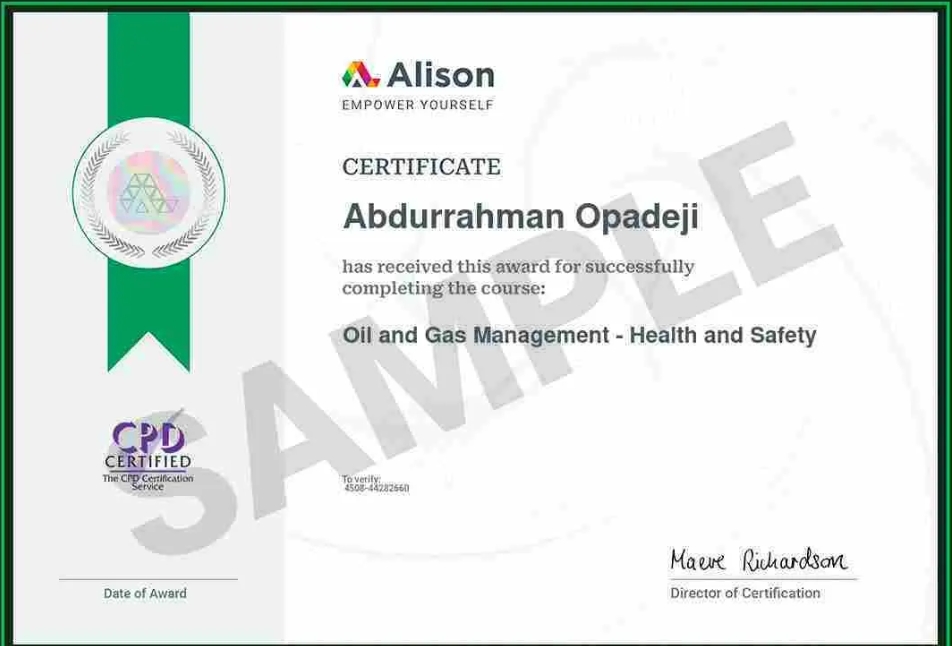 Alison
EMPOWER YOURSELF
CERTIFICATE
Abdurrahman Opadeji
has received this award for successfully
completing the course:
Oil and Gas Management - Health and Safety
SAMPLE
CPD
CERTIFIED
The CPD Certification
Service
To verify:
4508-44282660
Date of Award
Maeve Richardson
Director of Certification